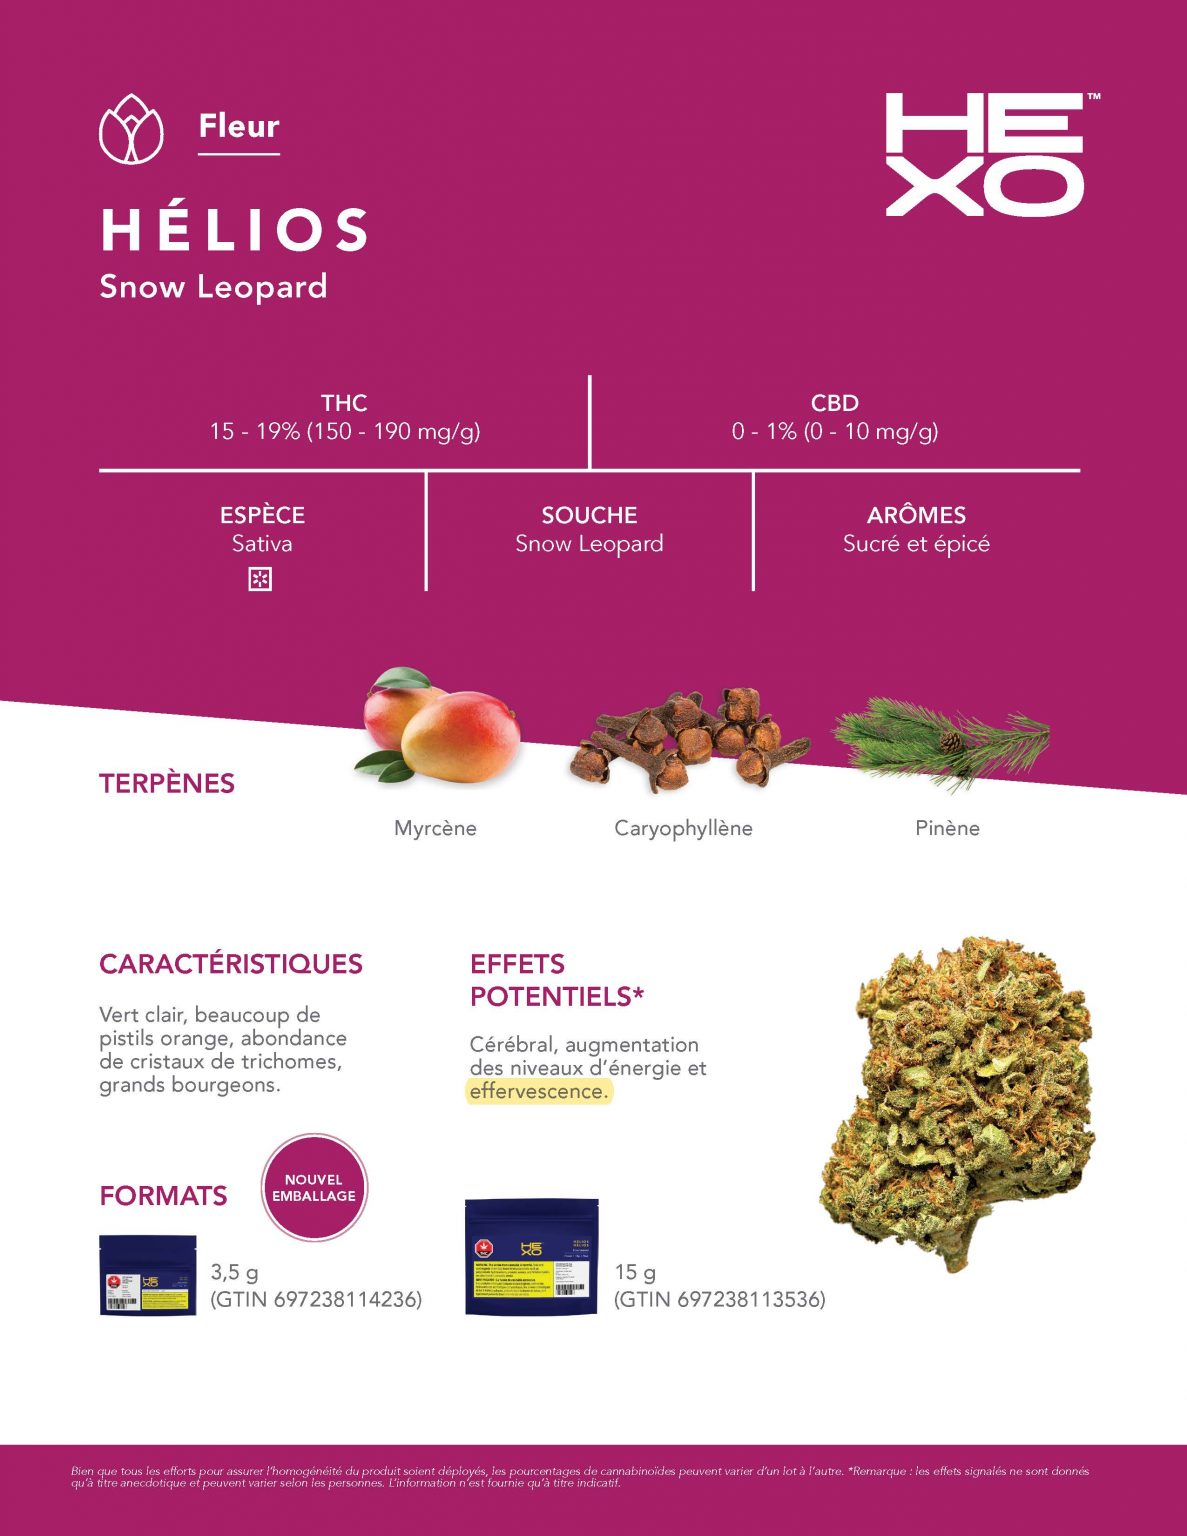 Fleur
HEXO™
HÉLIOS
Snow Leopard
THC
15 - 19% (150 - 190 mg/g)
CBD
0 - 1% (0 - 10 mg/g)
ESPÈCE
Sativa
SOUCHE
Snow Leopard
ARÔMES
Sucré et épicé
TERPÈNES
Myrcène
Caryophyllène
Pinène
CARACTÉRISTIQUES
Vert clair, beaucoup de
pistils orange, abondance
de cristaux de trichomes,
grands bourgeons.
EFFETS
POTENTIELS*
Cérébral, augmentation
des niveaux d'énergie et
effervescence.
FORMATS
NOUVEL
EMBALLAGE
HEXO
3,5 g
(GTIN 697238114236)
HEXO
15 g
(GTIN 697238113536)
Bien que tous les efforts pour assurer l'homogénéité du produit soient déployés, les pourcentages de cannabinoïdes peuvent varier d'un lot à l'autre. *Remarque : les effets signalés ne sont donnés
qu'à titre anecdotique et peuvent varier selon les personnes. L'information n'est fournie qu'à titre indicatif.